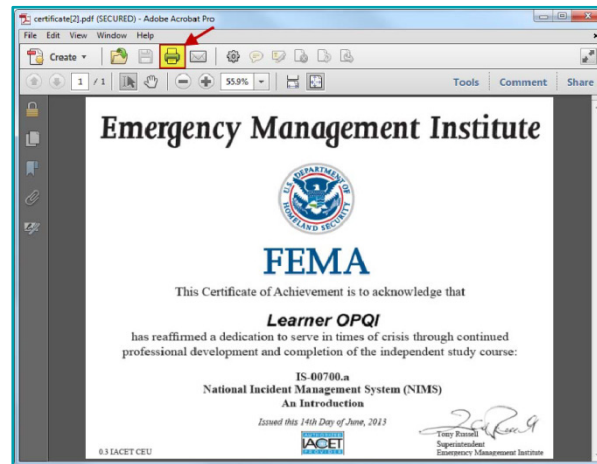 certificate[2].pdf (SECURED) - Adobe Acrobat Pro
File Edit View Window Help
Create
1 / 1 55.9% Tools Comment Share
Emergency Management Institute
U.S. DEPARTMENT OF HOMELAND SECURITY
FEMA
This Certificate of Achievement is to acknowledge that
Learner OPQI
has reaffirmed a dedication to serve in times of crisis through continued
professional development and completion of the independent study course:
IS-00700.a
National Incident Management System (NIMS)
An Introduction
Issued this 14th Day of June, 2013
Tony Russell
Superintendent
Emergency Management Institute
IACET
0.3 IACET CEU